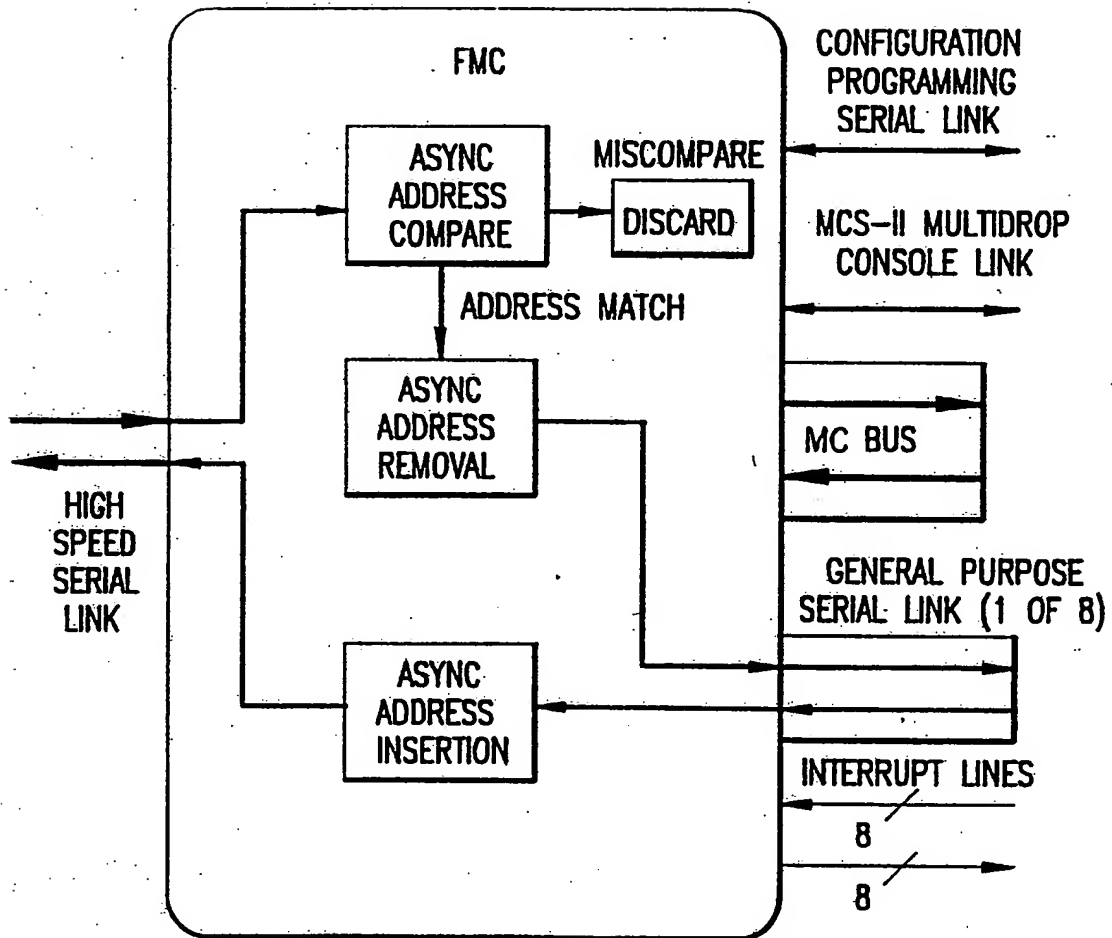 FMC
ASYNC
ADDRESS
COMPARE
MISCOMPARE
DISCARD
ADDRESS MATCH
ASYNC
ADDRESS
REMOVAL
ASYNC
ADDRESS
INSERTION
HIGH
SPEED
SERIAL
LINK
CONFIGURATION
PROGRAMMING
SERIAL LINK
MCS-II MULTIDROP
CONSOLE LINK
MC BUS
GENERAL PURPOSE
SERIAL LINK (1 OF 8)
INTERRUPT LINES
8
8